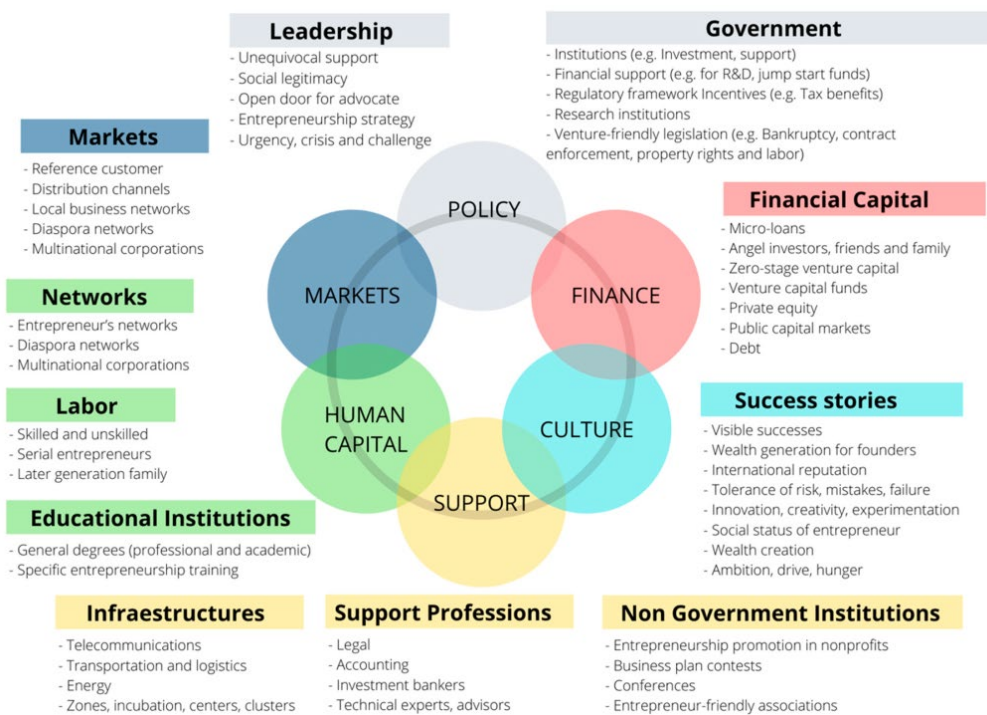 Leadership
- Unequivocal support
- Social legitimacy
- Open door for advocate
- Entrepreneurship strategy
- Urgency, crisis and challenge
Government
- Institutions (e.g. Investment, support)
- Financial support (e.g. for R&D, jump start funds)
- Regulatory framework Incentives (e.g. Tax benefits)
- Research institutions
- Venture-friendly legislation (e.g. Bankruptcy, contract
enforcement, property rights and labor)
Markets
- Reference customer
- Distribution channels
- Local business networks
- Diaspora networks
- Multinational corporations
POLICY
MARKETS
FINANCE
HUMAN
CAPITAL
CULTURE
SUPPORT
Financial Capital
- Micro-loans
- Angel investors, friends and family
- Zero-stage venture capital
- Venture capital funds
- Private equity
- Public capital markets
- Debt
Networks
- Entrepreneur's networks
- Diaspora networks
- Multinational corporations
Labor
- Skilled and unskilled
- Serial entrepreneurs
- Later generation family
Success stories
- Visible successes
- Wealth generation for founders
- International reputation
- Tolerance of risk, mistakes, failure
- Innovation, creativity, experimentation
- Social status of entrepreneur
- Wealth creation
- Ambition, drive, hunger
Educational Institutions
- General degrees (professional and academic)
- Specific entrepreneurship training
Infraestructures
- Telecommunications
- Transportation and logistics
- Energy
- Zones, incubation, centers, clusters
Support Professions
- Legal
- Accounting
- Investment bankers
- Technical experts, advisors
Non Government Institutions
- Entrepreneurship promotion in nonprofits
- Business plan contests
- Conferences
- Entrepreneur-friendly associations